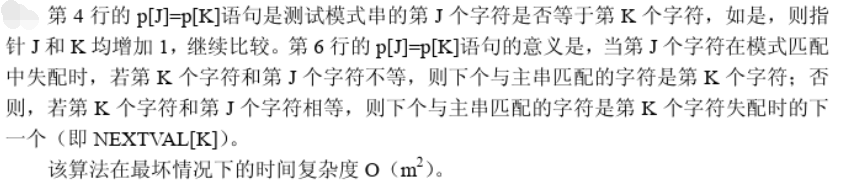 第 4 行的 p[J]=p[K]语句是测试模式串的第 J 个字符是否等于第 K 个字符，如是，则指
针 J 和 K 均增加 1，继续比较。第 6 行的 p[J]=p[K]语句的意义是，当第 J 个字符在模式匹配
中失配时，若第 K 个字符和第 J 个字符不等，则下个与主串匹配的字符是第 K 个字符；否
则，若第 K 个字符和第 J 个字符相等，则下个与主串匹配的字符是第 K 个字符失配时的下
一个（即 NEXTVAL[K]）。
该算法在最坏情况下的时间复杂度 O（m²）。